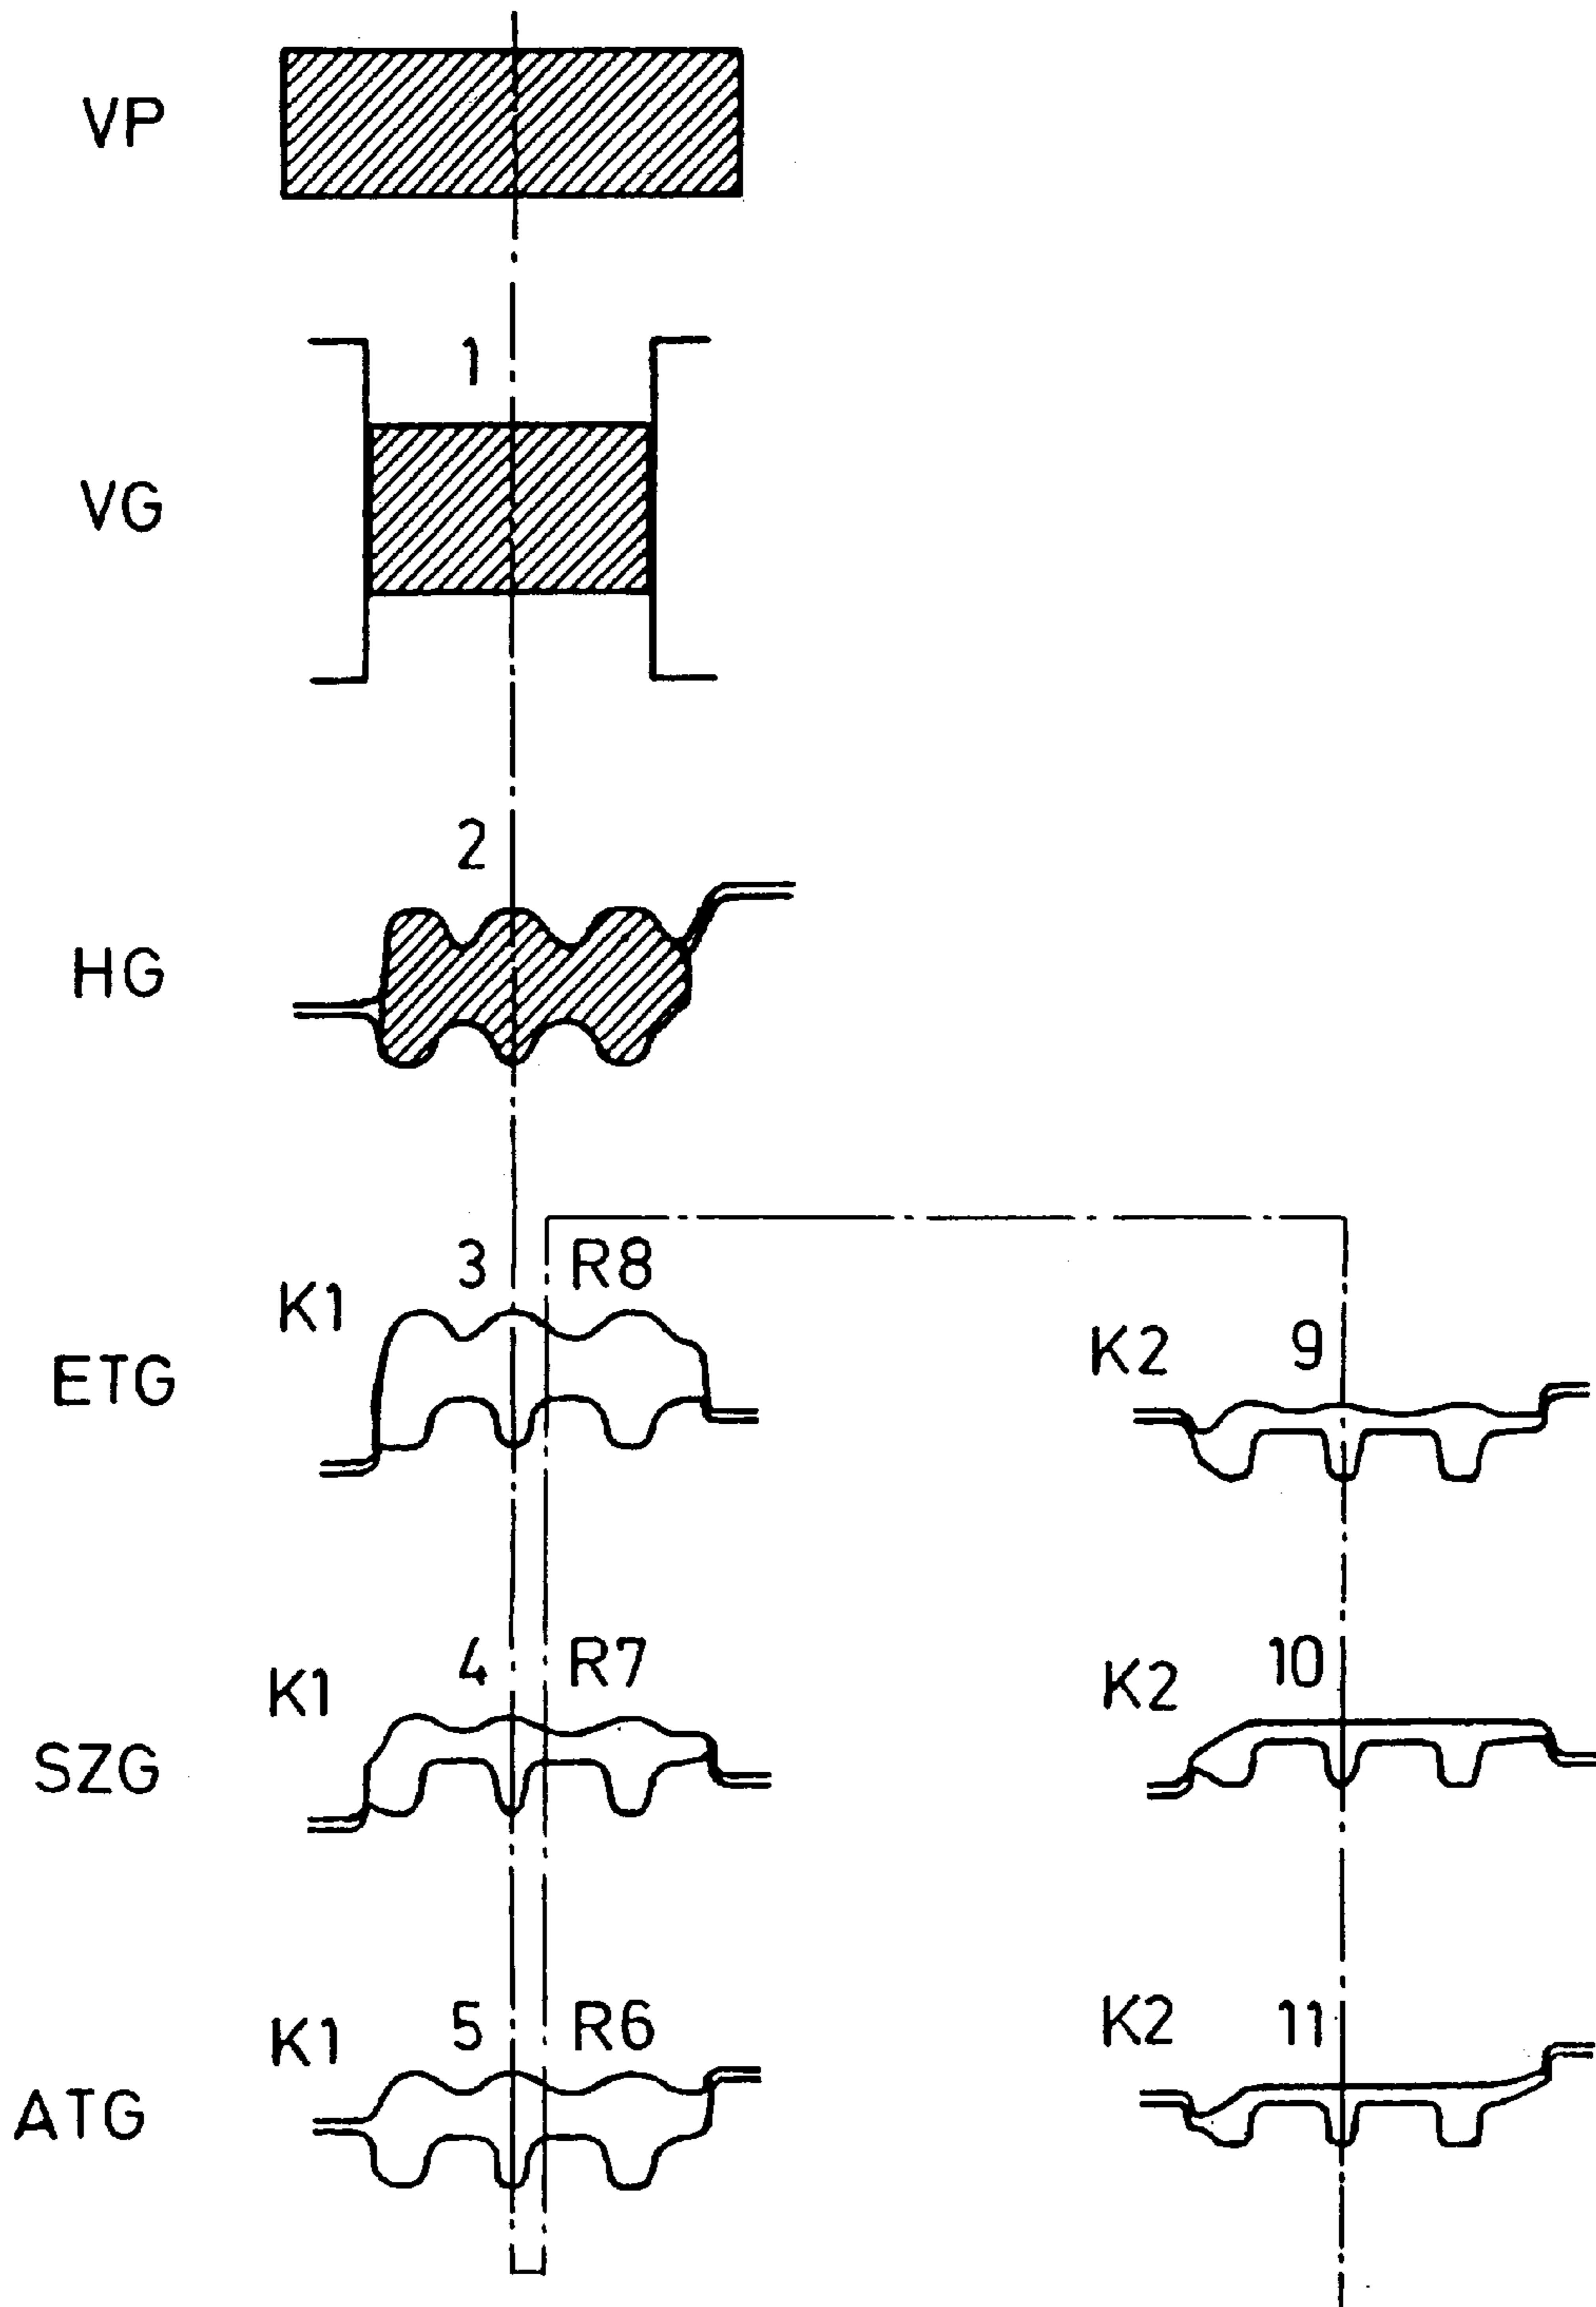 VP
1
VG
2
HG
3 R8
K1
K2 9
ETG
4 R7
K1
K2 10
SZG
5 R6
K1
K2 11
ATG